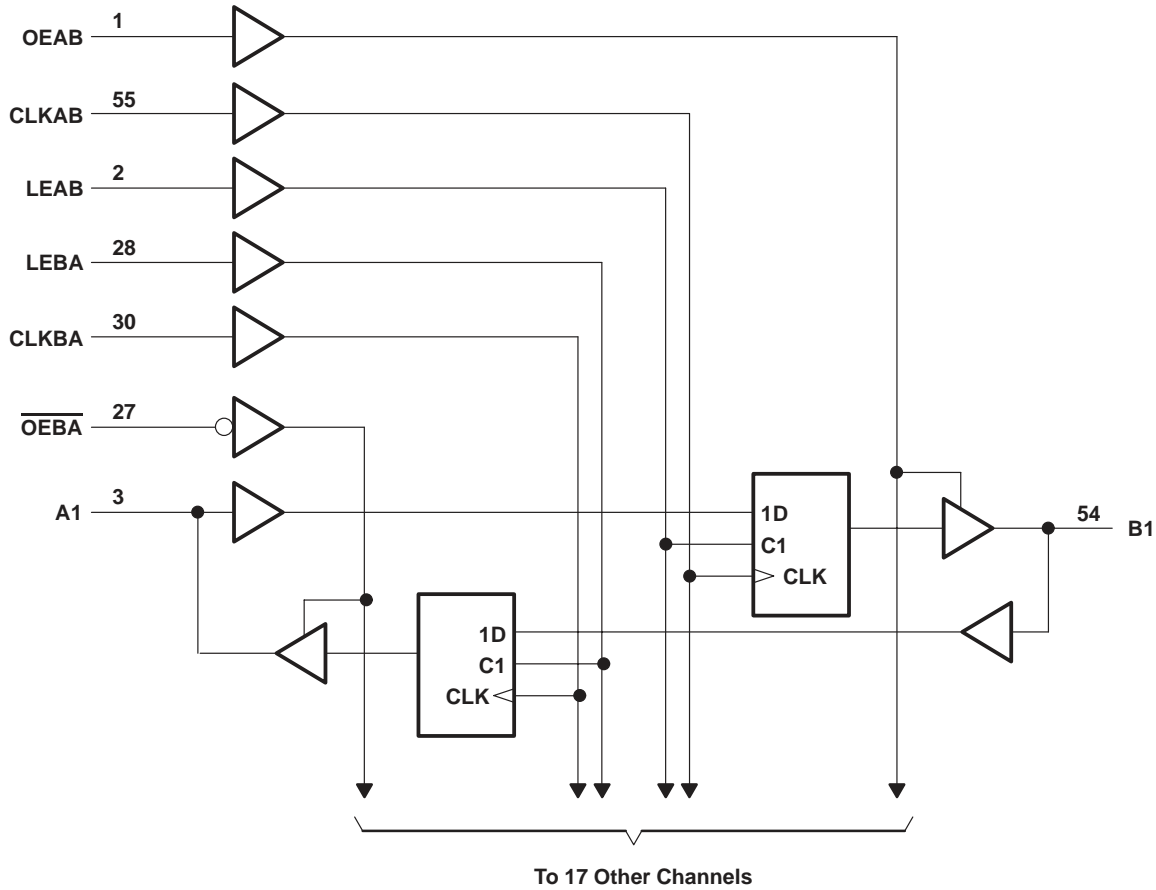 OEAB 1
CLKAB 55
LEAB 2
LEBA 28
CLKBA 30
OEBA 27
A1 3
1D
C1
CLK
54 B1
1D
C1
CLK
To 17 Other Channels